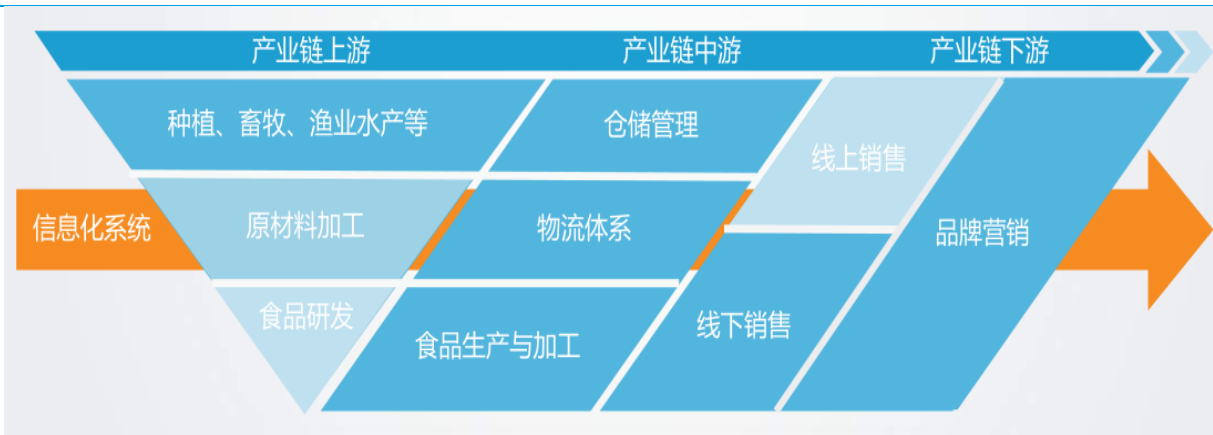 产业链上游
产业链中游
产业链下游
种植、畜牧、渔业水产等
仓储管理
线上销售
信息化系统
原材料加工
物流体系
品牌营销
食品研发
线下销售
食品生产与加工